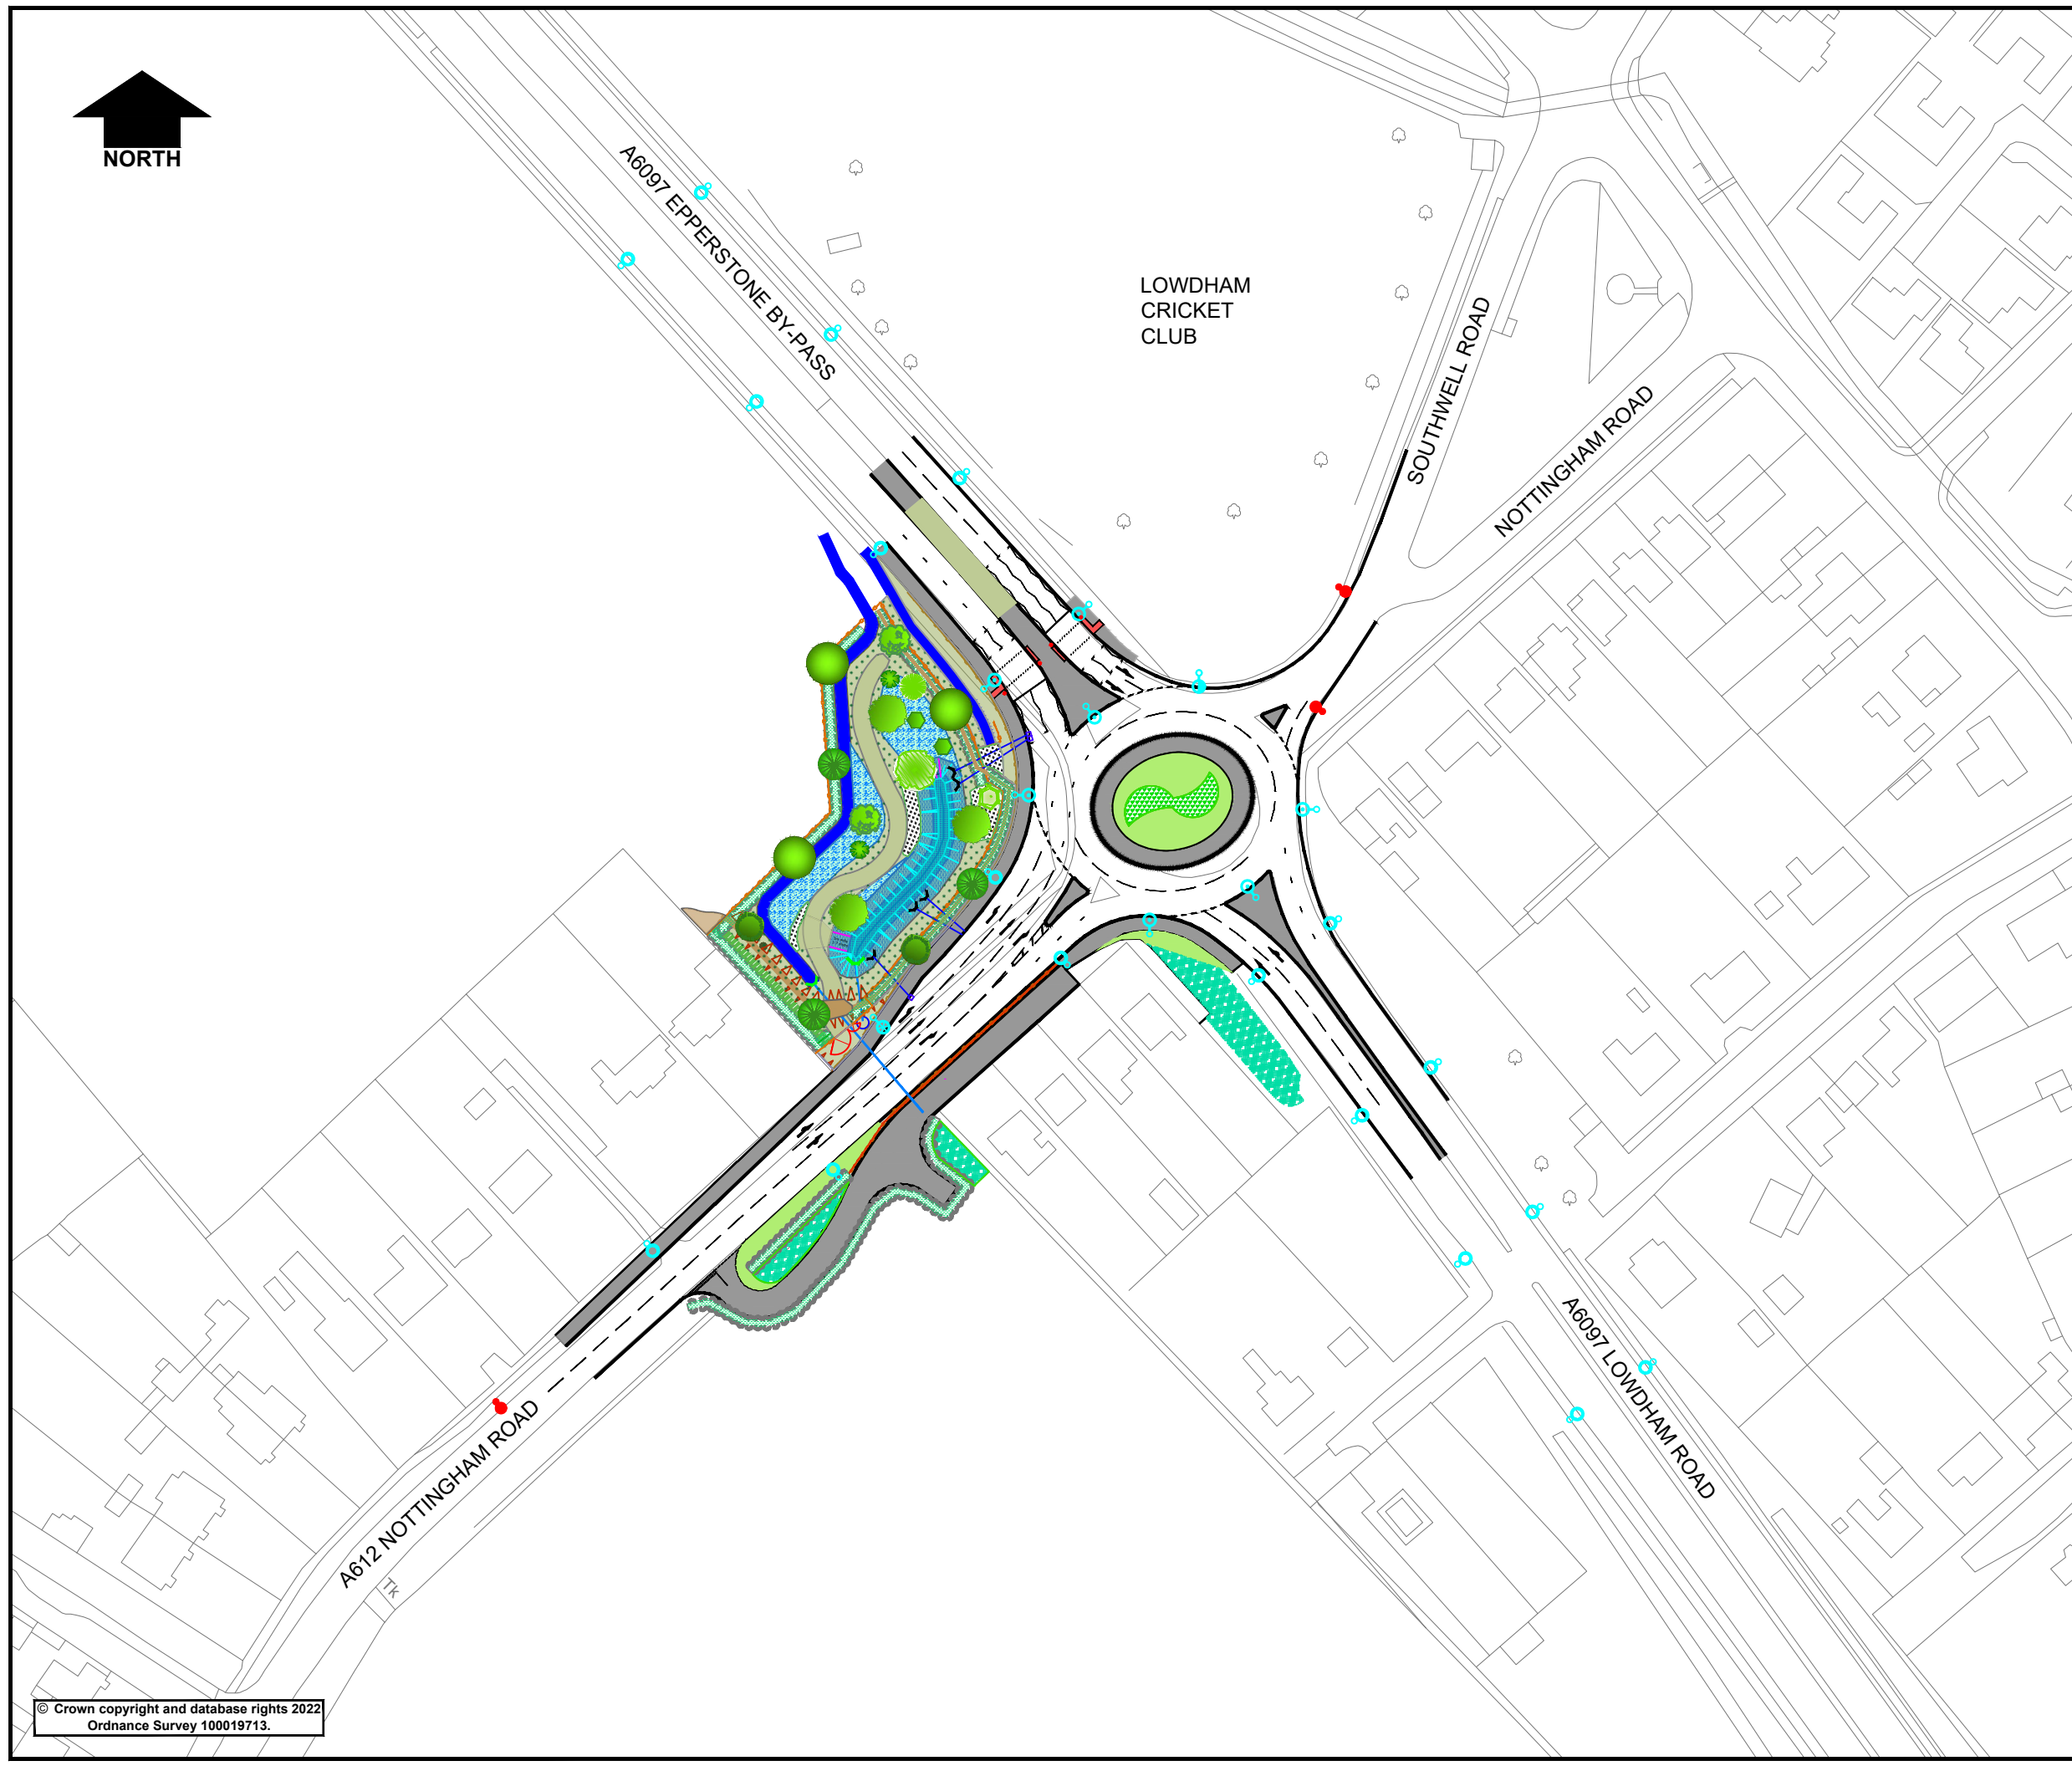 NORTH
A6097 EPPERSTONE BY-PASS
LOWDHAM
CRICKET
CLUB
SOUTHWELL ROAD
NOTTINGHAM ROAD
A6097 LOWDHAM ROAD
A612 NOTTINGHAM ROAD
Tk
© Crown copyright and database rights 2022
Ordnance Survey 100019713.